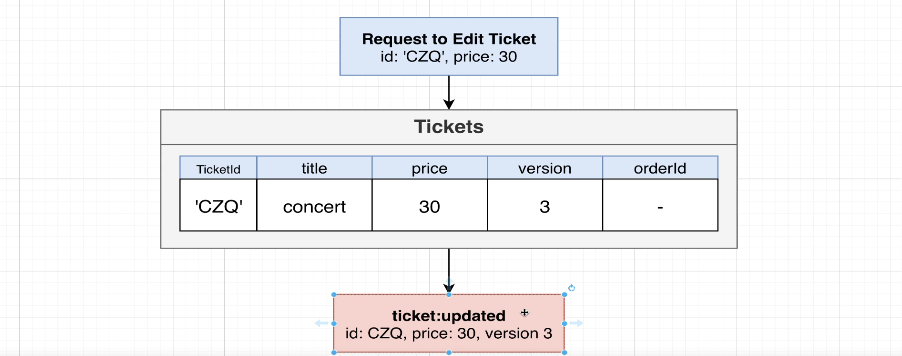 Request to Edit Ticket
id: 'CZQ', price: 30
Tickets
TicketId title price version orderId
'CZQ' concert 30 3 -
ticket:updated
id: CZQ, price: 30, version 3